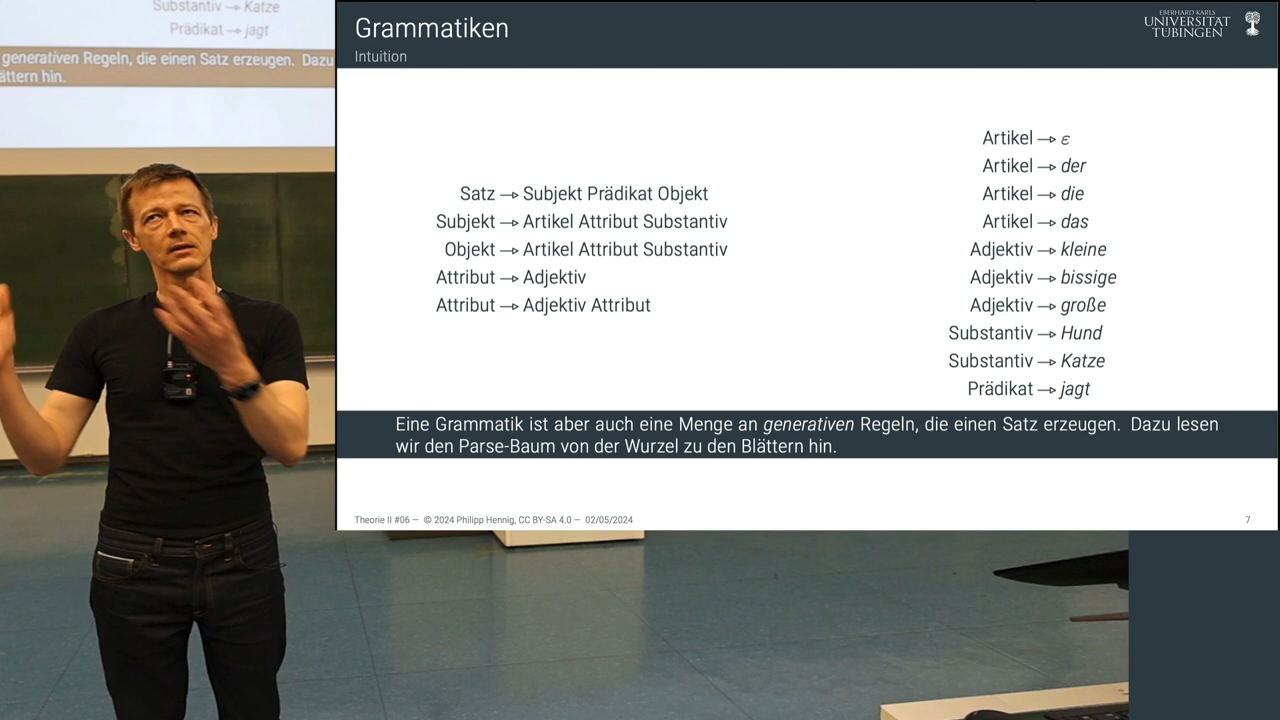 Substantiv → Katze
Prädikat → jagt
generativen Regeln, die einen Satz erzeugen. Dazu
ättern hin.
Grammatiken
Intuition
EBERHARD KARLS
UNIVERSITAT
TUBINGEN
Satz → Subjekt Prädikat Objekt
Subjekt → Artikel Attribut Substantiv
Objekt → Artikel Attribut Substantiv
Attribut → Adjektiv
Attribut → Adjektiv Attribut
Artikel → ε
Artikel → der
Artikel → die
Artikel → das
Adjektiv → kleine
Adjektiv → bissige
Adjektiv → große
Substantiv → Hund
Substantiv → Katze
Prädikat → jagt
Eine Grammatik ist aber auch eine Menge an generativen Regeln, die einen Satz erzeugen. Dazu lesen
wir den Parse-Baum von der Wurzel zu den Blättern hin.
Theorie II #06 — © 2024 Philipp Hennig, CC BY-SA 4.0 — 02/05/2024
7